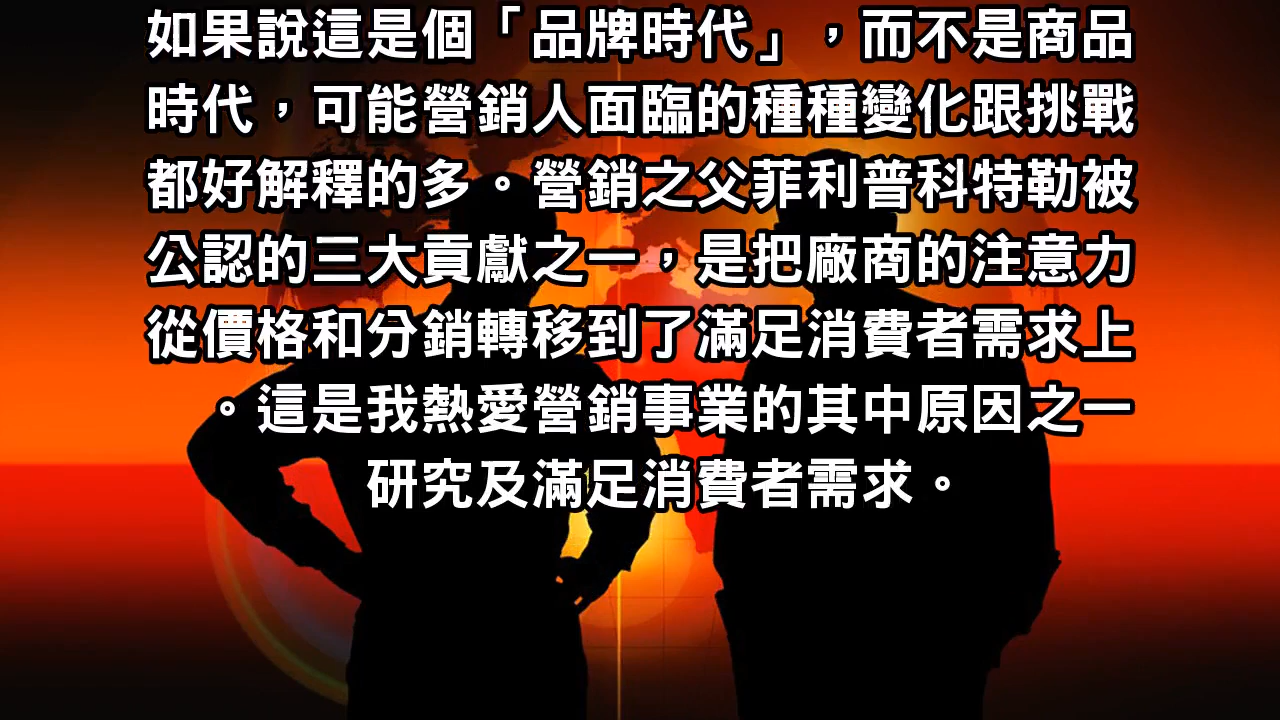 如果說這是個「品牌時代」，而不是商品
時代，可能營銷人面臨的種種變化跟挑戰
都好解釋的多。營銷之父菲利普科特勒被
公認的三大貢獻之一，是把廠商的注意力
從價格和分銷轉移到了滿足消費者需求上
。這是我熱愛營銷事業的其中原因之一
研究及滿足消費者需求。